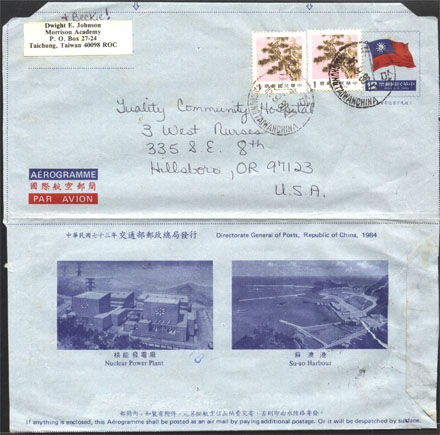 & Beckie!
Dwight E. Johnson
Morrison Academy
P. O. Box 27-24
Taichung, Taiwan 40098 ROC
Tuality Community Hospital
3 West Nurses
335 S.E. 8th
Hillsboro, OR 97123
U.S.A.
AÉROGRAMME
國際航空郵簡
PAR AVION
中華民國七十三年 交通部郵政總局發行
Directorate General of Posts, Republic of China, 1984
核能發電廠
Nuclear Power Plant
蘇澳港
Su-ao Harbour
If anything is enclosed, this Aérogramme shall be posted as an air mail by paying additional postage. Or it will be despatched by surface.